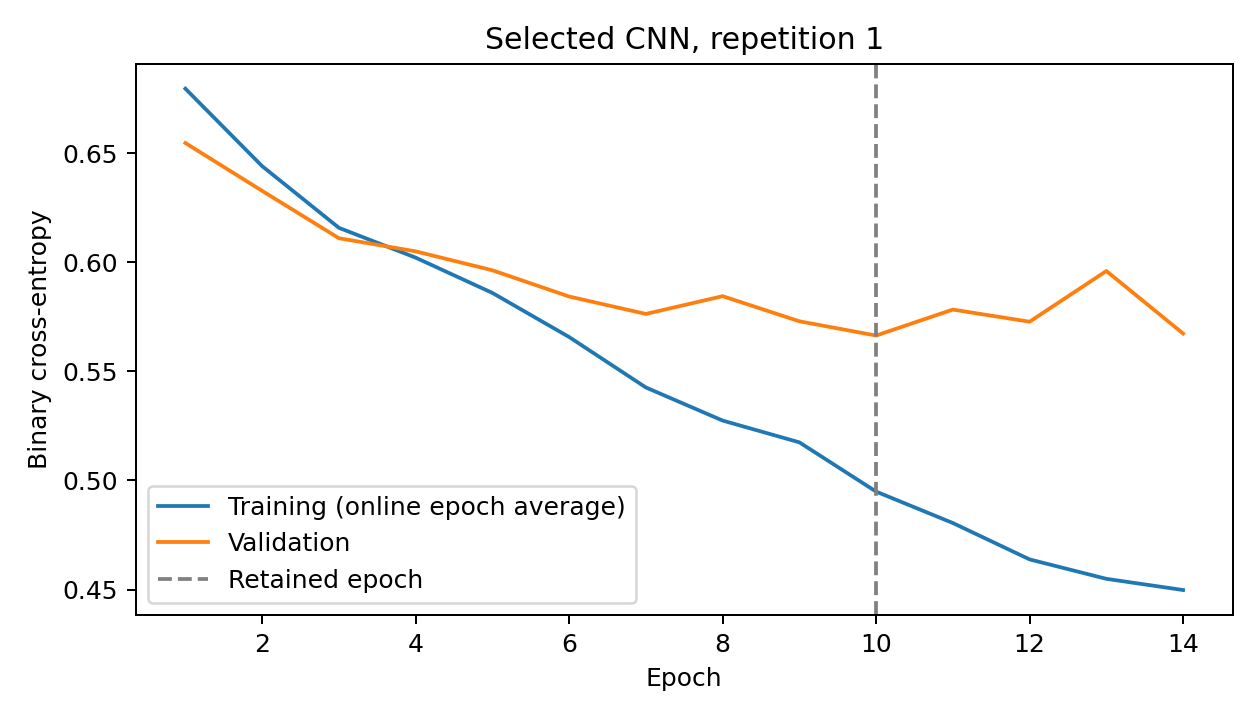 Selected CNN, repetition 1
Binary cross-entropy
0.65
0.60
0.55
0.50
0.45
Training (online epoch average)
Validation
Retained epoch
2 4 6 8 10 12 14
Epoch